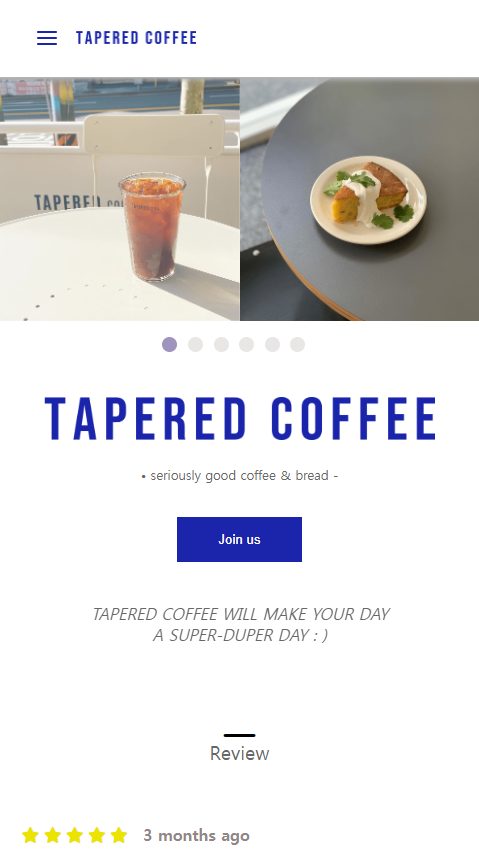 TAPERED COFFEE
TAPERED
TAPERED COFFEE
• seriously good coffee & bread -
Join us
TAPERED COFFEE WILL MAKE YOUR DAY
A SUPER-DUPER DAY : )
Review
3 months ago